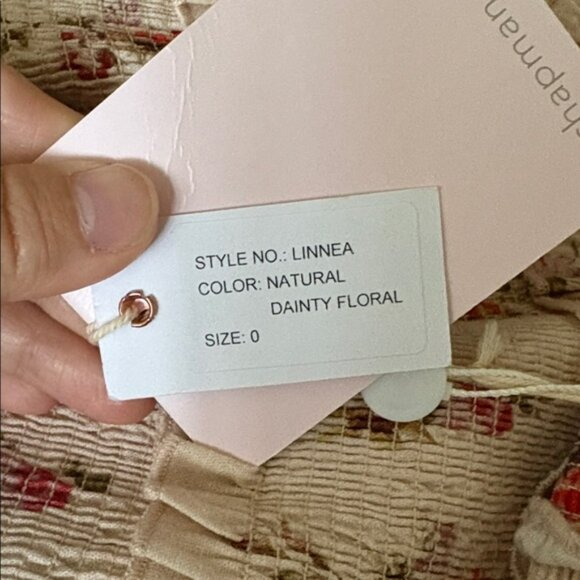 hapman
STYLE NO.: LINNEA
COLOR: NATURAL
DAINTY FLORAL
SIZE: 0